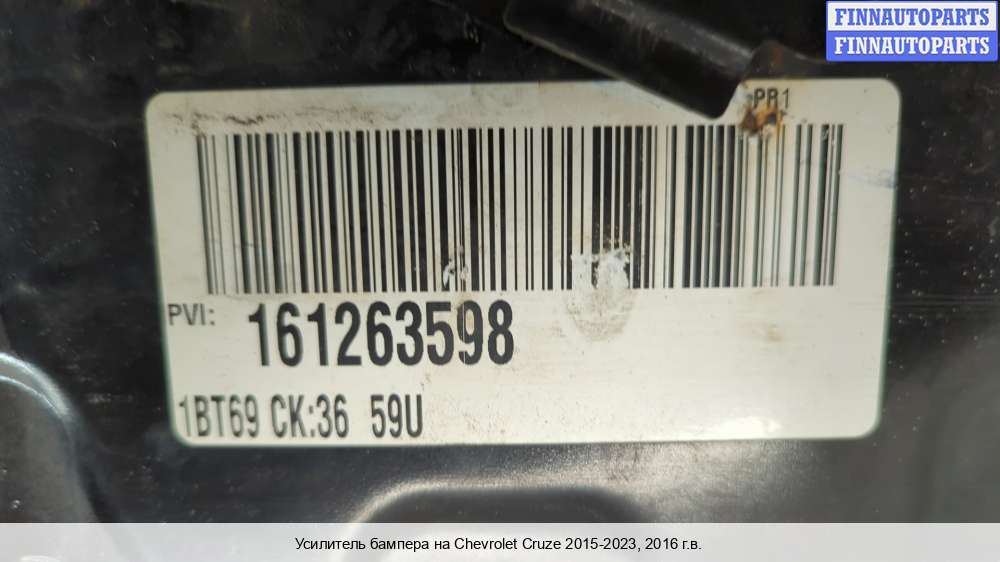 FINNAUTOPARTS
FINNAUTOPARTS
PR1
PVI: 161263598
1BT69 CK:36 59U
Усилитель бампера на Chevrolet Cruze 2015-2023, 2016 г.в.